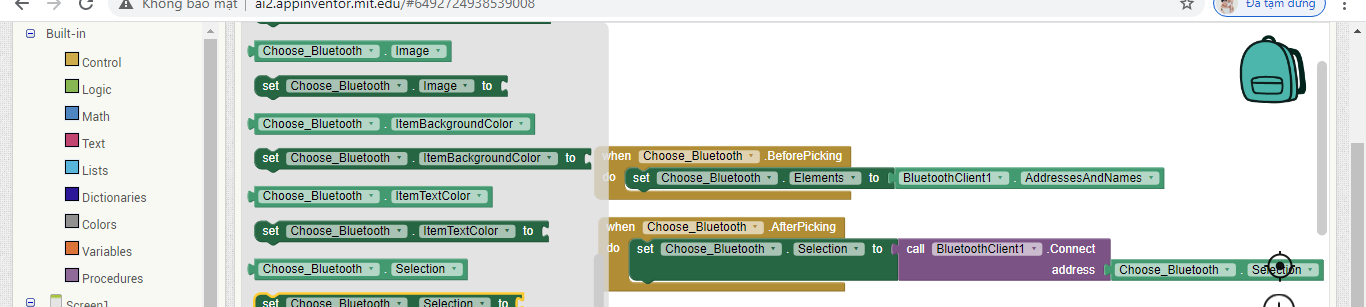 Không bảo mật | ai2.appinventor.mit.edu/#6492724938539008 Đã tạm dừng
Built-in
Control
Logic
Math
Text
Lists
Dictionaries
Colors
Variables
Procedures
Screen1
Choose_Bluetooth . Image
set Choose_Bluetooth . Image to
Choose_Bluetooth . ItemBackgroundColor
set Choose_Bluetooth . ItemBackgroundColor to
Choose_Bluetooth . ItemTextColor
set Choose_Bluetooth . ItemTextColor to
Choose_Bluetooth . Selection
set Choose_Bluetooth . Selection to
when Choose_Bluetooth .BeforePicking
do set Choose_Bluetooth . Elements to BluetoothClient1 . AddressesAndNames
when Choose_Bluetooth .AfterPicking
do set Choose_Bluetooth . Selection to call BluetoothClient1 .Connect
address Choose_Bluetooth . Selection